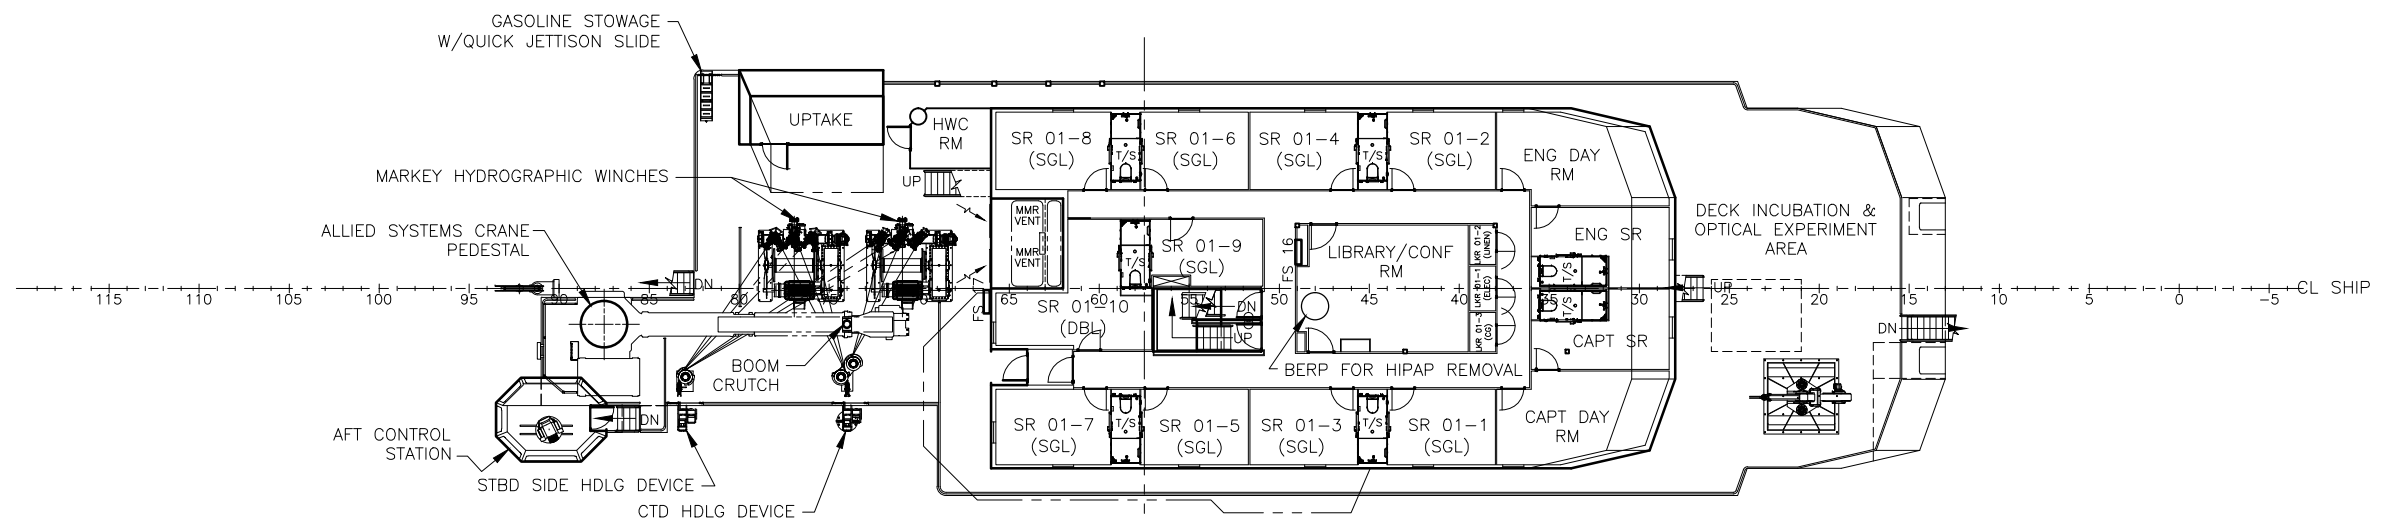 GASOLINE STOWAGE
W/QUICK JETTISON SLIDE
UPTAKE
HWC
RM
SR 01-8
(SGL)
T/S
SR 01-6
(SGL)
SR 01-4
(SGL)
T/S
SR 01-2
(SGL)
ENG DAY
RM
MARKEY HYDROGRAPHIC WINCHES
UP
MMR
VENT
MMR
VENT
ALLIED SYSTEMS CRANE
PEDESTAL
T/S
SR 01-9
(SGL)
FS 16
LIBRARY/CONF
RM
LKR 01-2
(LINEN)
LKR 01-1
(ELEC)
LKR 01-3
(CG)
ENG SR
T/S
T/S
DECK INCUBATION &
OPTICAL EXPERIMENT
AREA
DN
UP
115
110
105
100
95
90
85
80
65
60
55
50
45
40
35
30
25
20
15
10
5
0
-5
CL SHIP
FS 17
SR 01-10
(DBL)
DN
UP
CAPT SR
DN
BOOM
CRUTCH
BERP FOR HIPAP REMOVAL
DN
AFT CONTROL
STATION
SR 01-7
(SGL)
T/S
SR 01-5
(SGL)
SR 01-3
(SGL)
T/S
SR 01-1
(SGL)
CAPT DAY
RM
STBD SIDE HDLG DEVICE
CTD HDLG DEVICE